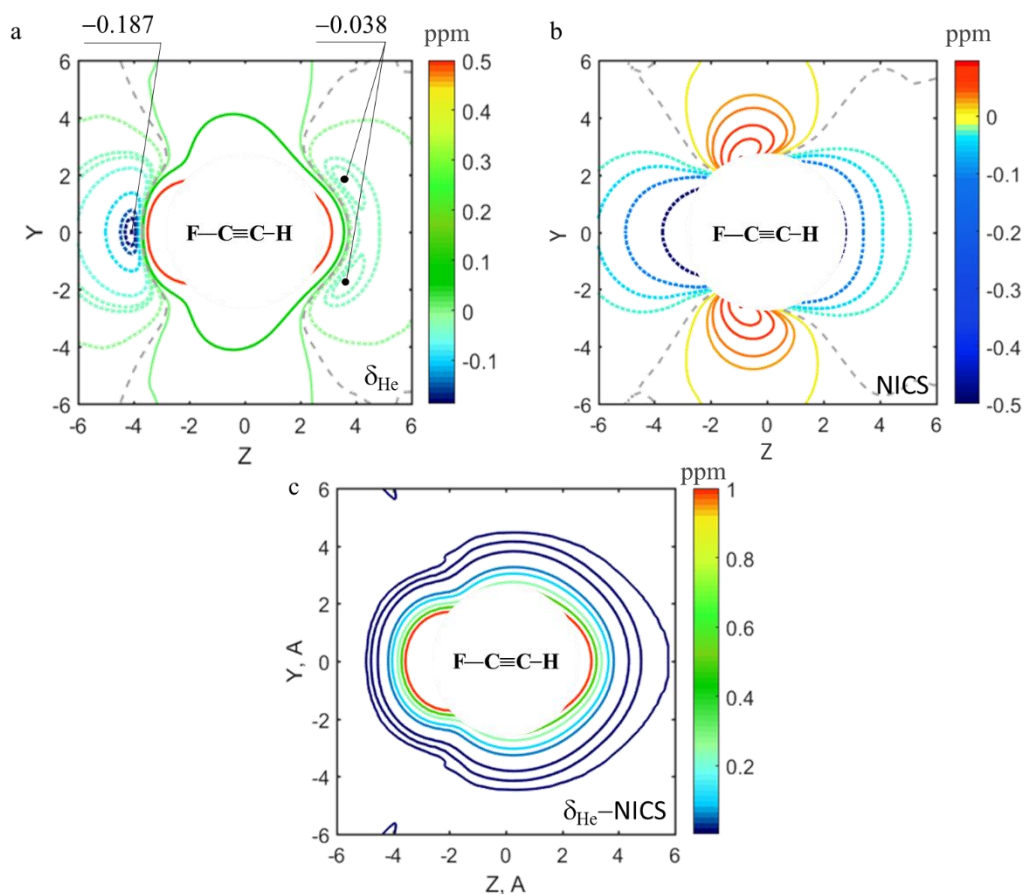 a
−0.187
−0.038
ppm
6
4
2
0
-2
-4
-6
Y
F—C≡C–H
δHe
-6 -4 -2 0 2 4 6
Z
0.5
0.4
0.3
0.2
0.1
0
-0.1
b
ppm
6
4
2
0
-2
-4
-6
Y
F—C≡C–H
NICS
-6 -4 -2 0 2 4 6
Z
0
-0.1
-0.2
-0.3
-0.4
-0.5
c
ppm
6
4
2
0
-2
-4
-6
Y, A
F—C≡C–H
δHe–NICS
-6 -4 -2 0 2 4 6
Z, A
1
0.8
0.6
0.4
0.2